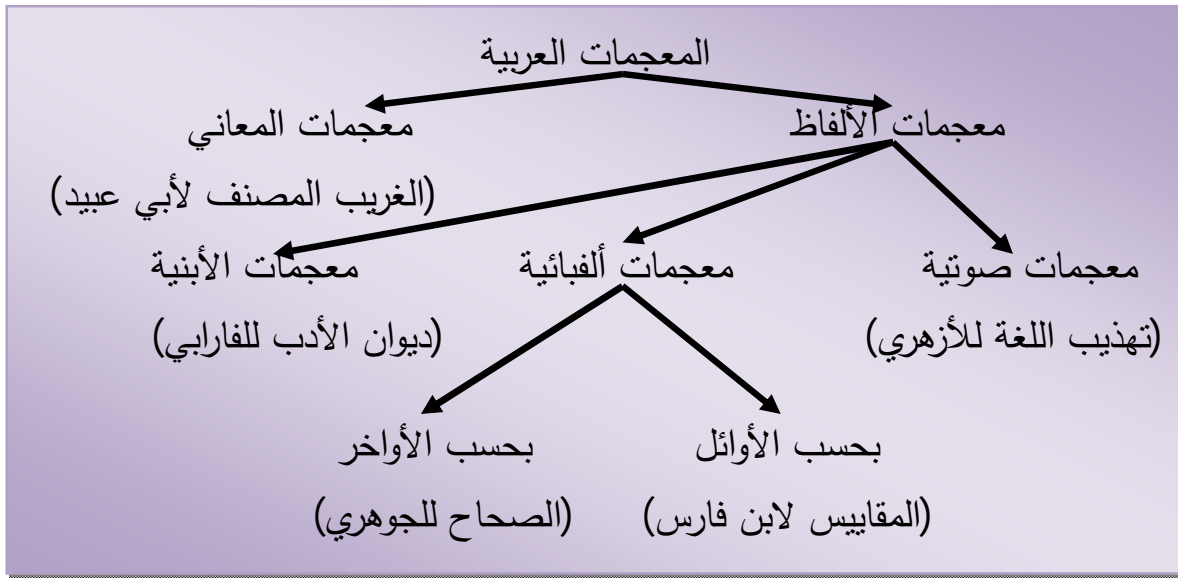 المعجمات العربية
معجمات الألفاظ
معجمات المعاني
(الغريب المصنف لأبي عبيد)
معجمات صوتية
معجمات ألفبائية
معجمات الأبنية
(تهذيب اللغة للأزهري)
(ديوان الأدب للفارابي)
بحسب الأوائل
بحسب الأواخر
(المقاييس لابن فارس)
(الصحاح للجوهري)